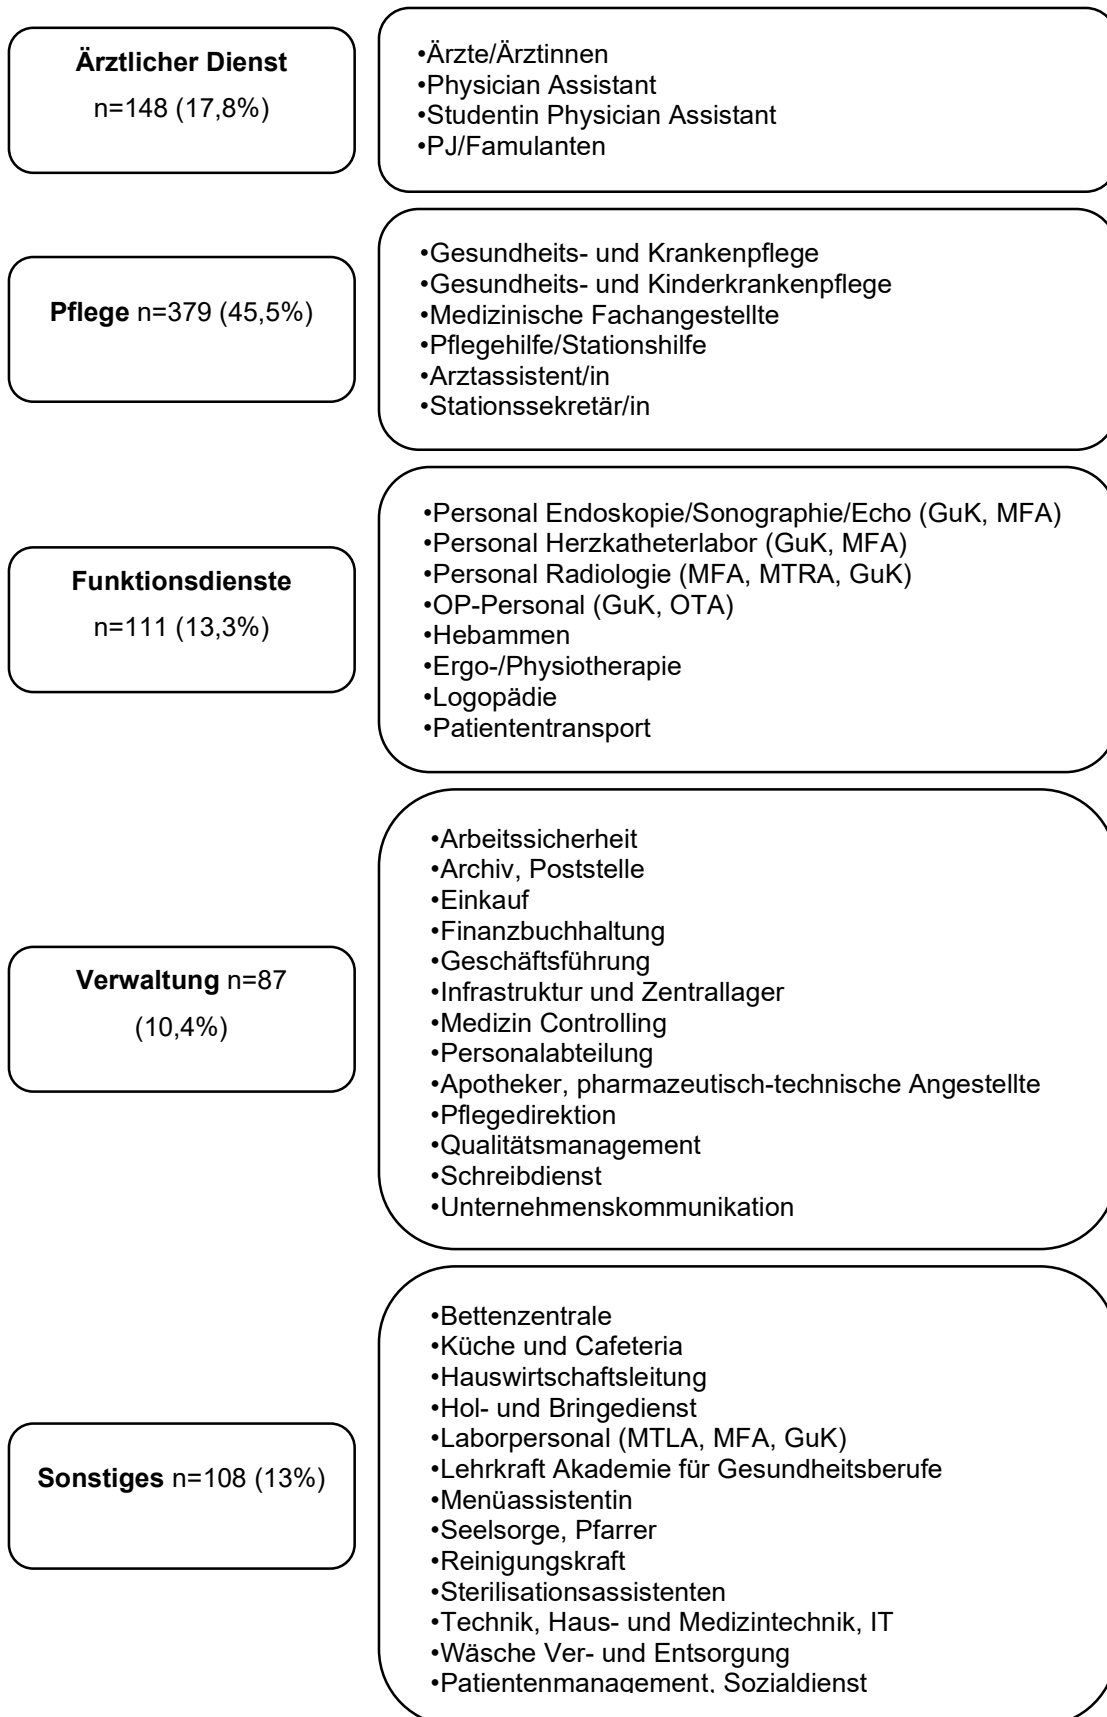 Ärztlicher Dienst
n=148 (17,8%)
•Ärzte/Ärztinnen
•Physician Assistant
•Studentin Physician Assistant
•PJ/Famulanten
Pflege n=379 (45,5%)
•Gesundheits- und Krankenpflege
•Gesundheits- und Kinderkrankenpflege
•Medizinische Fachangestellte
•Pflegehilfe/Stationshilfe
•Arztassistent/in
•Stationssekretär/in
Funktionsdienste
n=111 (13,3%)
•Personal Endoskopie/Sonographie/Echo (GuK, MFA)
•Personal Herzkatheterlabor (GuK, MFA)
•Personal Radiologie (MFA, MTRA, GuK)
•OP-Personal (GuK, OTA)
•Hebammen
•Ergo-/Physiotherapie
•Logopädie
•Patiententransport
Verwaltung n=87
(10,4%)
•Arbeitssicherheit
•Archiv, Poststelle
•Einkauf
•Finanzbuchhaltung
•Geschäftsführung
•Infrastruktur und Zentrallager
•Medizin Controlling
•Personalabteilung
•Apotheker, pharmazeutisch-technische Angestellte
•Pflegedirektion
•Qualitätsmanagement
•Schreibdienst
•Unternehmenskommunikation
Sonstiges n=108 (13%)
•Bettenzentrale
•Küche und Cafeteria
•Hauswirtschaftsleitung
•Hol- und Bringedienst
•Laborpersonal (MTLA, MFA, GuK)
•Lehrkraft Akademie für Gesundheitsberufe
•Menüassistentin
•Seelsorge, Pfarrer
•Reinigungskraft
•Sterilisationsassistenten
•Technik, Haus- und Medizintechnik, IT
•Wäsche Ver- und Entsorgung
•Patientenmanagement, Sozialdienst